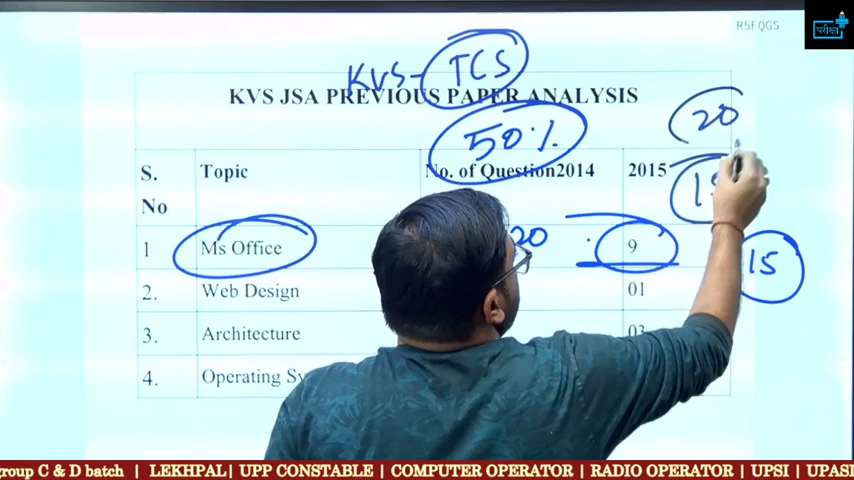 परीक्षा
R5FQGS
KVS - TCS
KVS JSA PREVIOUS PAPER ANALYSIS
50%
20
S. No Topic No. of Question2014 2015
1 Ms Office 20 9
15
2. Web Design 01
3. Architecture 03
4. Operating
group C & D batch | LEKHPAL| UPP CONSTABLE | COMPUTER OPERATOR | RADIO OPERATOR | UPSI | UPASI